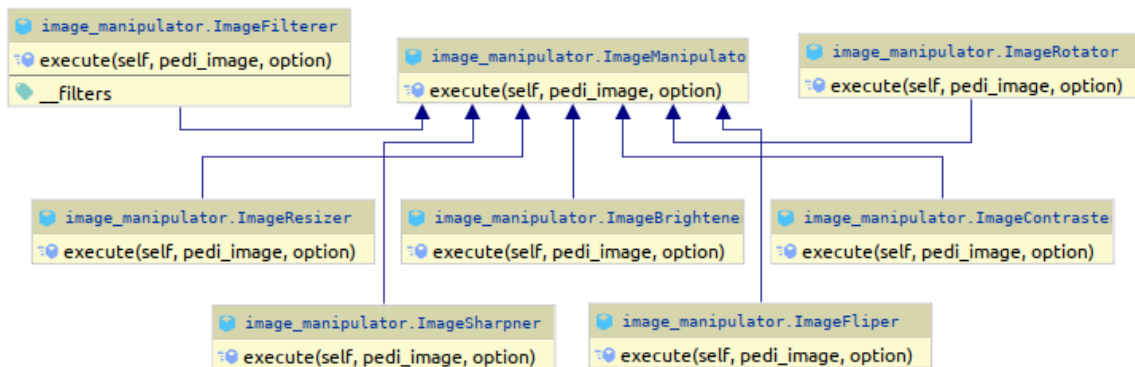 image_manipulator.ImageFilterer
execute(self, pedi_image, option)
__filters
image_manipulator.ImageManipulato
execute(self, pedi_image, option)
image_manipulator.ImageRotator
execute(self, pedi_image, option)
image_manipulator.ImageResizer
execute(self, pedi_image, option)
image_manipulator.ImageBrightene
execute(self, pedi_image, option)
image_manipulator.ImageContraste
execute(self, pedi_image, option)
image_manipulator.ImageSharpner
execute(self, pedi_image, option)
image_manipulator.ImageFliper
execute(self, pedi_image, option)